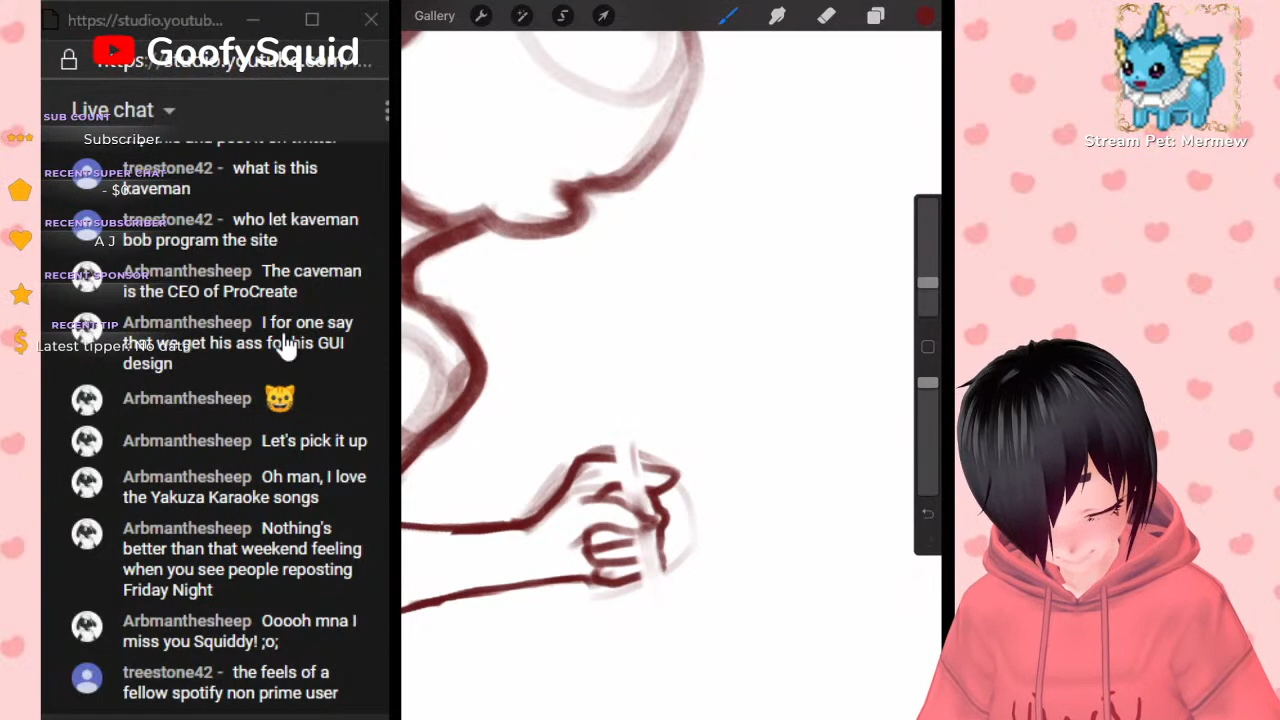 https://studio.youtub...
GoofySquid
https://studio.youtube.com/...
Live chat
SUB COUNT
Subscriber
treestone42 - what is this
kaveman
RECENT SUPER CHAT
- $0
treestone42 - who let kaveman
bob program the site
RECENT SUBSCRIBER
A J
Arbmanthesheep The caveman
is the CEO of ProCreate
RECENT SPONSOR
Arbmanthesheep I for one say
that we get his ass for his GUI
design
RECENT TIP
Latest tipper: No data
Arbmanthesheep
Arbmanthesheep Let's pick it up
Arbmanthesheep Oh man, I love
the Yakuza Karaoke songs
Arbmanthesheep Nothing's
better than that weekend feeling
when you see people reposting
Friday Night
Arbmanthesheep Ooooh mna I
miss you Squiddy! ;o;
treestone42 - the feels of a
fellow spotify non prime user
Gallery
Stream Pet: Mermew